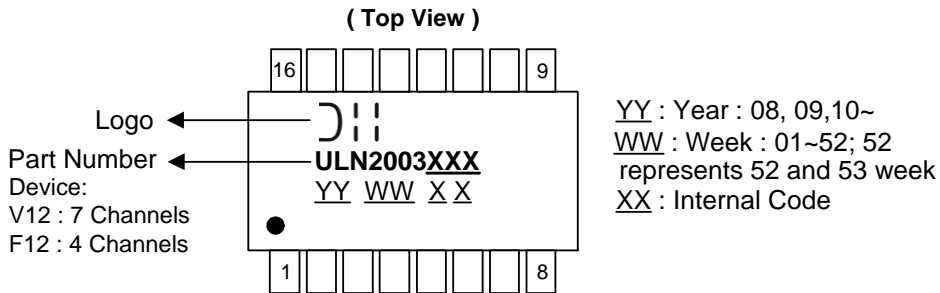 ( Top View )
16
9
Logo
Part Number
Device:
V12 : 7 Channels
F12 : 4 Channels
ULN2003XXX
YY WW X X
1
8
YY : Year : 08, 09,10~
WW : Week : 01~52; 52
represents 52 and 53 week
XX : Internal Code